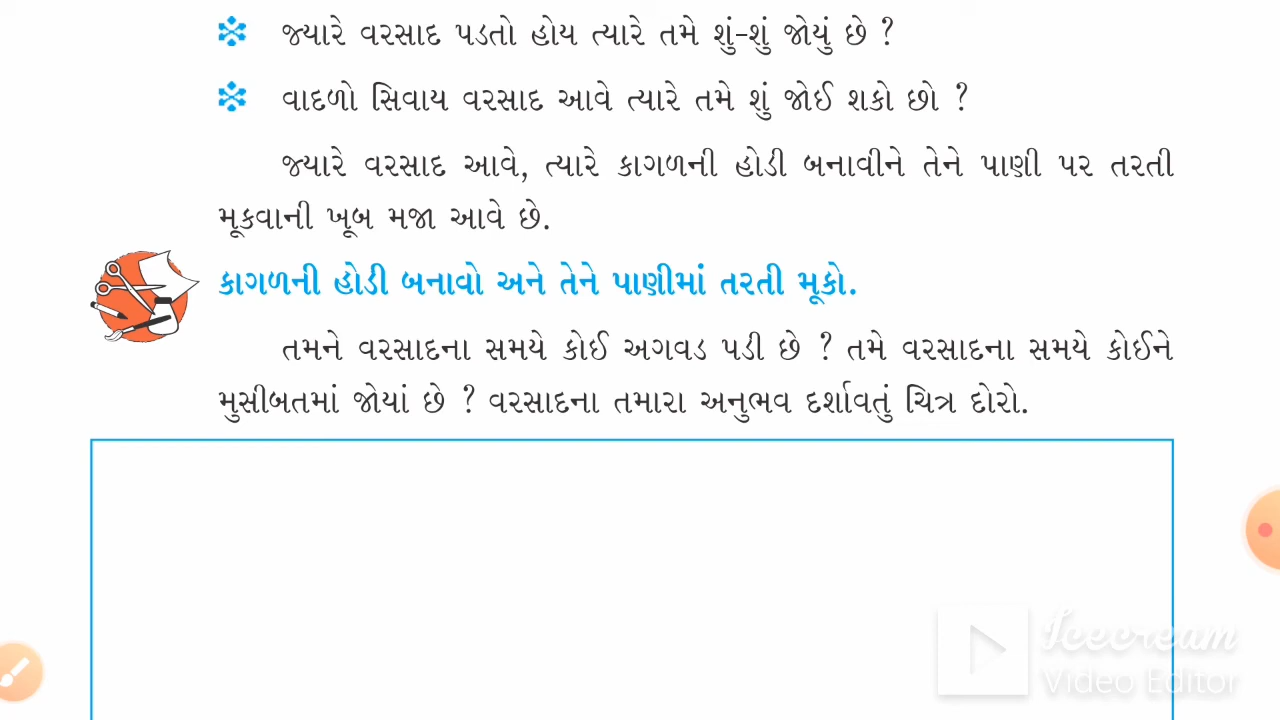 જ્યારે વરસાદ પડતો હોય ત્યારે તમે શું-શું જોયું છે ?
વાદળો સિવાય વરસાદ આવે ત્યારે તમે શું જોઈ શકો છો ?
જ્યારે વરસાદ આવે, ત્યારે કાગળની હોડી બનાવીને તેને પાણી પર તરતી
મૂકવાની ખૂબ મજા આવે છે.
કાગળની હોડી બનાવો અને તેને પાણીમાં તરતી મૂકો.
તમને વરસાદના સમયે કોઈ અગવડ પડી છે ? તમે વરસાદના સમયે કોઈને
મુસીબતમાં જોયાં છે ? વરસાદના તમારા અનુભવ દર્શાવતું ચિત્ર દોરો.
Icecream
Video Editor